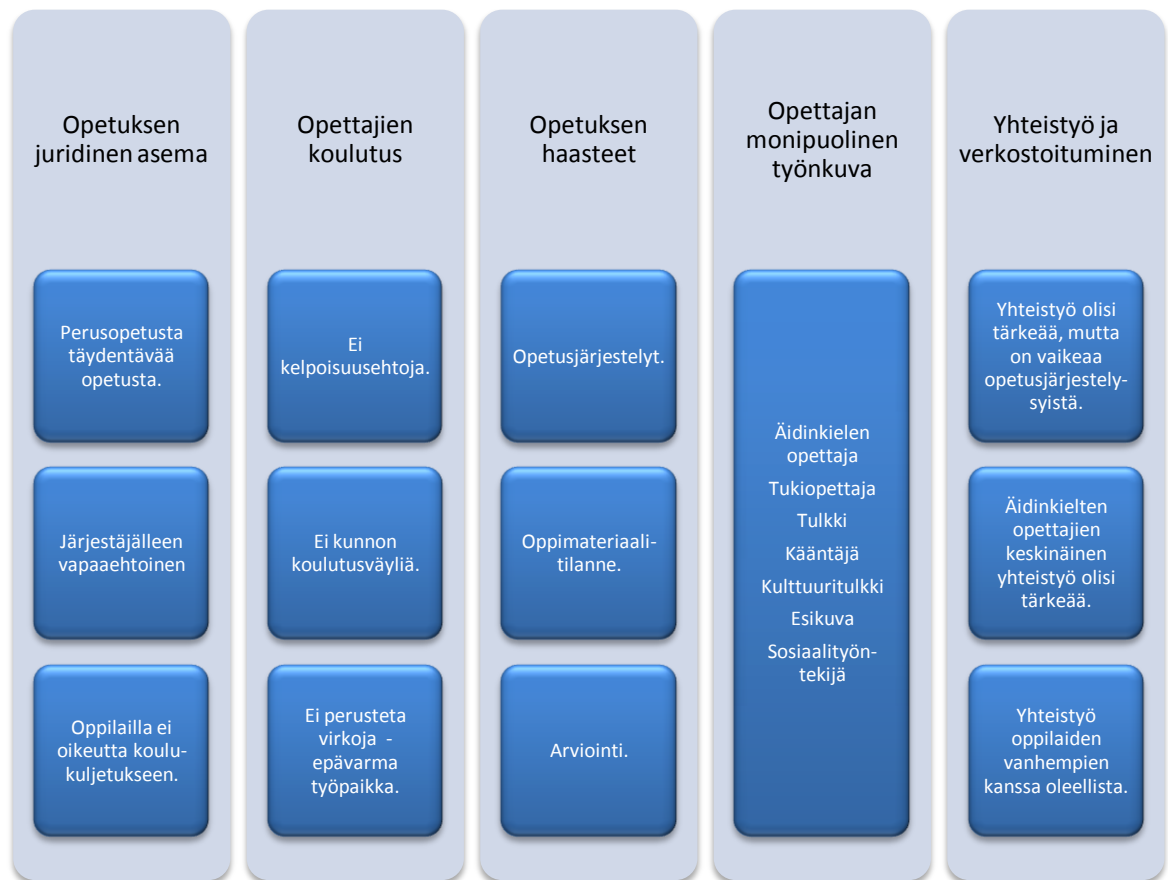 Opetuksen
juridinen asema
Perusopetusta
täydentävää
opetusta.
Järjestäjälleen
vapaaehtoinen
Oppilailla ei
oikeutta koulu-
kuljetukseen.
Opettajien
koulutus
Ei
kelpoisuusehtoja.
Ei kunnon
koulutusväyliä.
Ei perusteta
virkoja -
epävarma
työpaikka.
Opetuksen
haasteet
Opetusjärjestelyt.
Oppimateriaali-
tilanne.
Arviointi.
Opettajan
monipuolinen
työnkuva
Äidinkielen
opettaja
Tukiopettaja
Tulkki
Kääntäjä
Kulttuuritulkki
Esikuva
Sosiaalityön-
tekijä
Yhteistyö ja
verkostoituminen
Yhteistyö olisi
tärkeää, mutta
on vaikeaa
opetusjärjestely-
syistä.
Äidinkielten
opettajien
keskinäinen
yhteistyö olisi
tärkeää.
Yhteistyö
oppilaiden
vanhempien
kanssa oleellista.